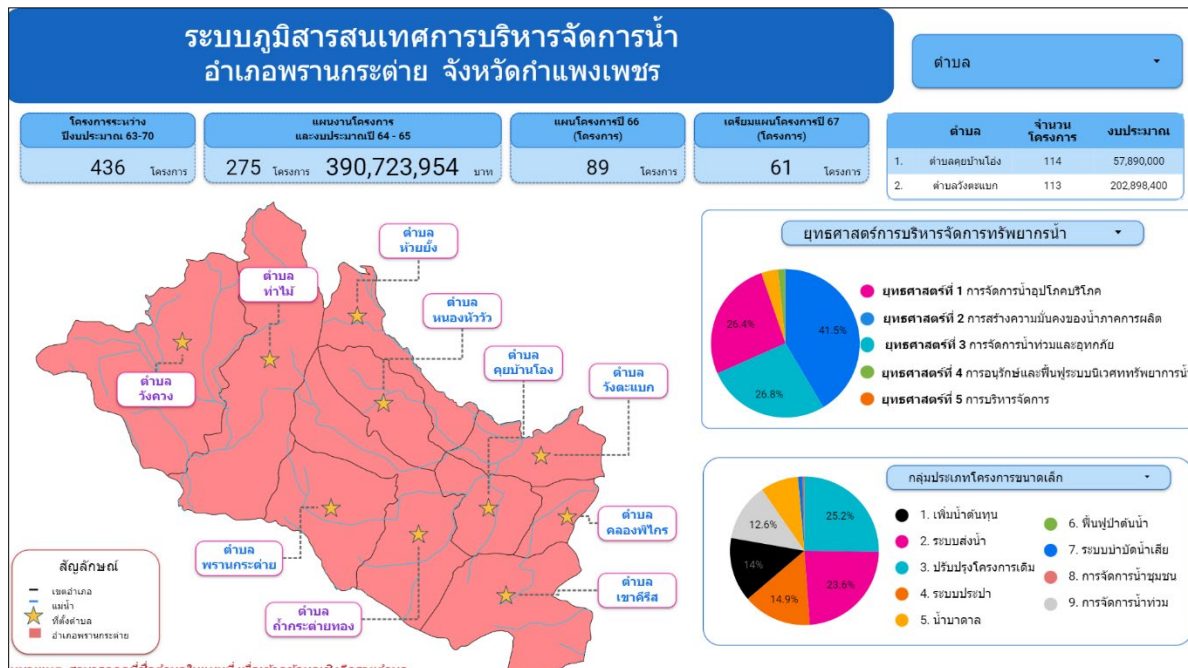 ระบบภูมิสารสนเทศการบริหารจัดการน้ำ
อำเภอพรานกระต่าย จังหวัดกำแพงเพชร
ตำบล
โครงการระหว่าง
ปีงบประมาณ 63-70
436 โครงการ
แผนงานโครงการ
และงบประมาณปี 64 - 65
275 โครงการ 390,723,954 บาท
แผนโครงการปี 66
(โครงการ)
89 โครงการ
เตรียมแผนโครงการปี 67
(โครงการ)
61 โครงการ
ตำบล จำนวนโครงการ งบประมาณ
1. ตำบลคุยบ้านโอ่ง 114 57,890,000
2. ตำบลวังตะแบก 113 202,898,400
ตำบล
ห้วยยั้ง
ตำบล
ท่าไม้
ตำบล
หนองหัววัว
ตำบล
คุยบ้านโอง
ตำบล
วังตะแบก
ตำบล
วังควง
ตำบล
คลองพิไกร
ตำบล
พรานกระต่าย
ตำบล
เขาคีรีส
ตำบล
ถ้ำกระต่ายทอง
สัญลักษณ์
เขตอำเภอ
แม่น้ำ
ที่ตั้งตำบล
อำเภอพรานกระต่าย
ยุทธศาสตร์การบริหารจัดการทรัพยากรน้ำ
26.4%
41.5%
26.8%
ยุทธศาสตร์ที่ 1 การจัดการน้ำอุปโภคบริโภค
ยุทธศาสตร์ที่ 2 การสร้างความมั่นคงของน้ำภาคการผลิต
ยุทธศาสตร์ที่ 3 การจัดการน้ำท่วมและอุทกภัย
ยุทธศาสตร์ที่ 4 การอนุรักษ์และฟื้นฟูระบบนิเวศททรัพยาการน้
ยุทธศาสตร์ที่ 5 การบริหารจัดการ
กลุ่มประเภทโครงการขนาดเล็ก
12.6%
25.2%
14%
23.6%
14.9%
1. เพิ่มน้ำต้นทุน
2. ระบบส่งน้ำ
3. ปรับปรุงโครงการเดิม
4. ระบบประปา
5. น้ำบาดาล
6. ฟื้นฟูป่าต้นน้ำ
7. ระบบบำบัดน้ำเสีย
8. การจัดการน้ำชุมชน
9. การจัดการน้ำท่วม